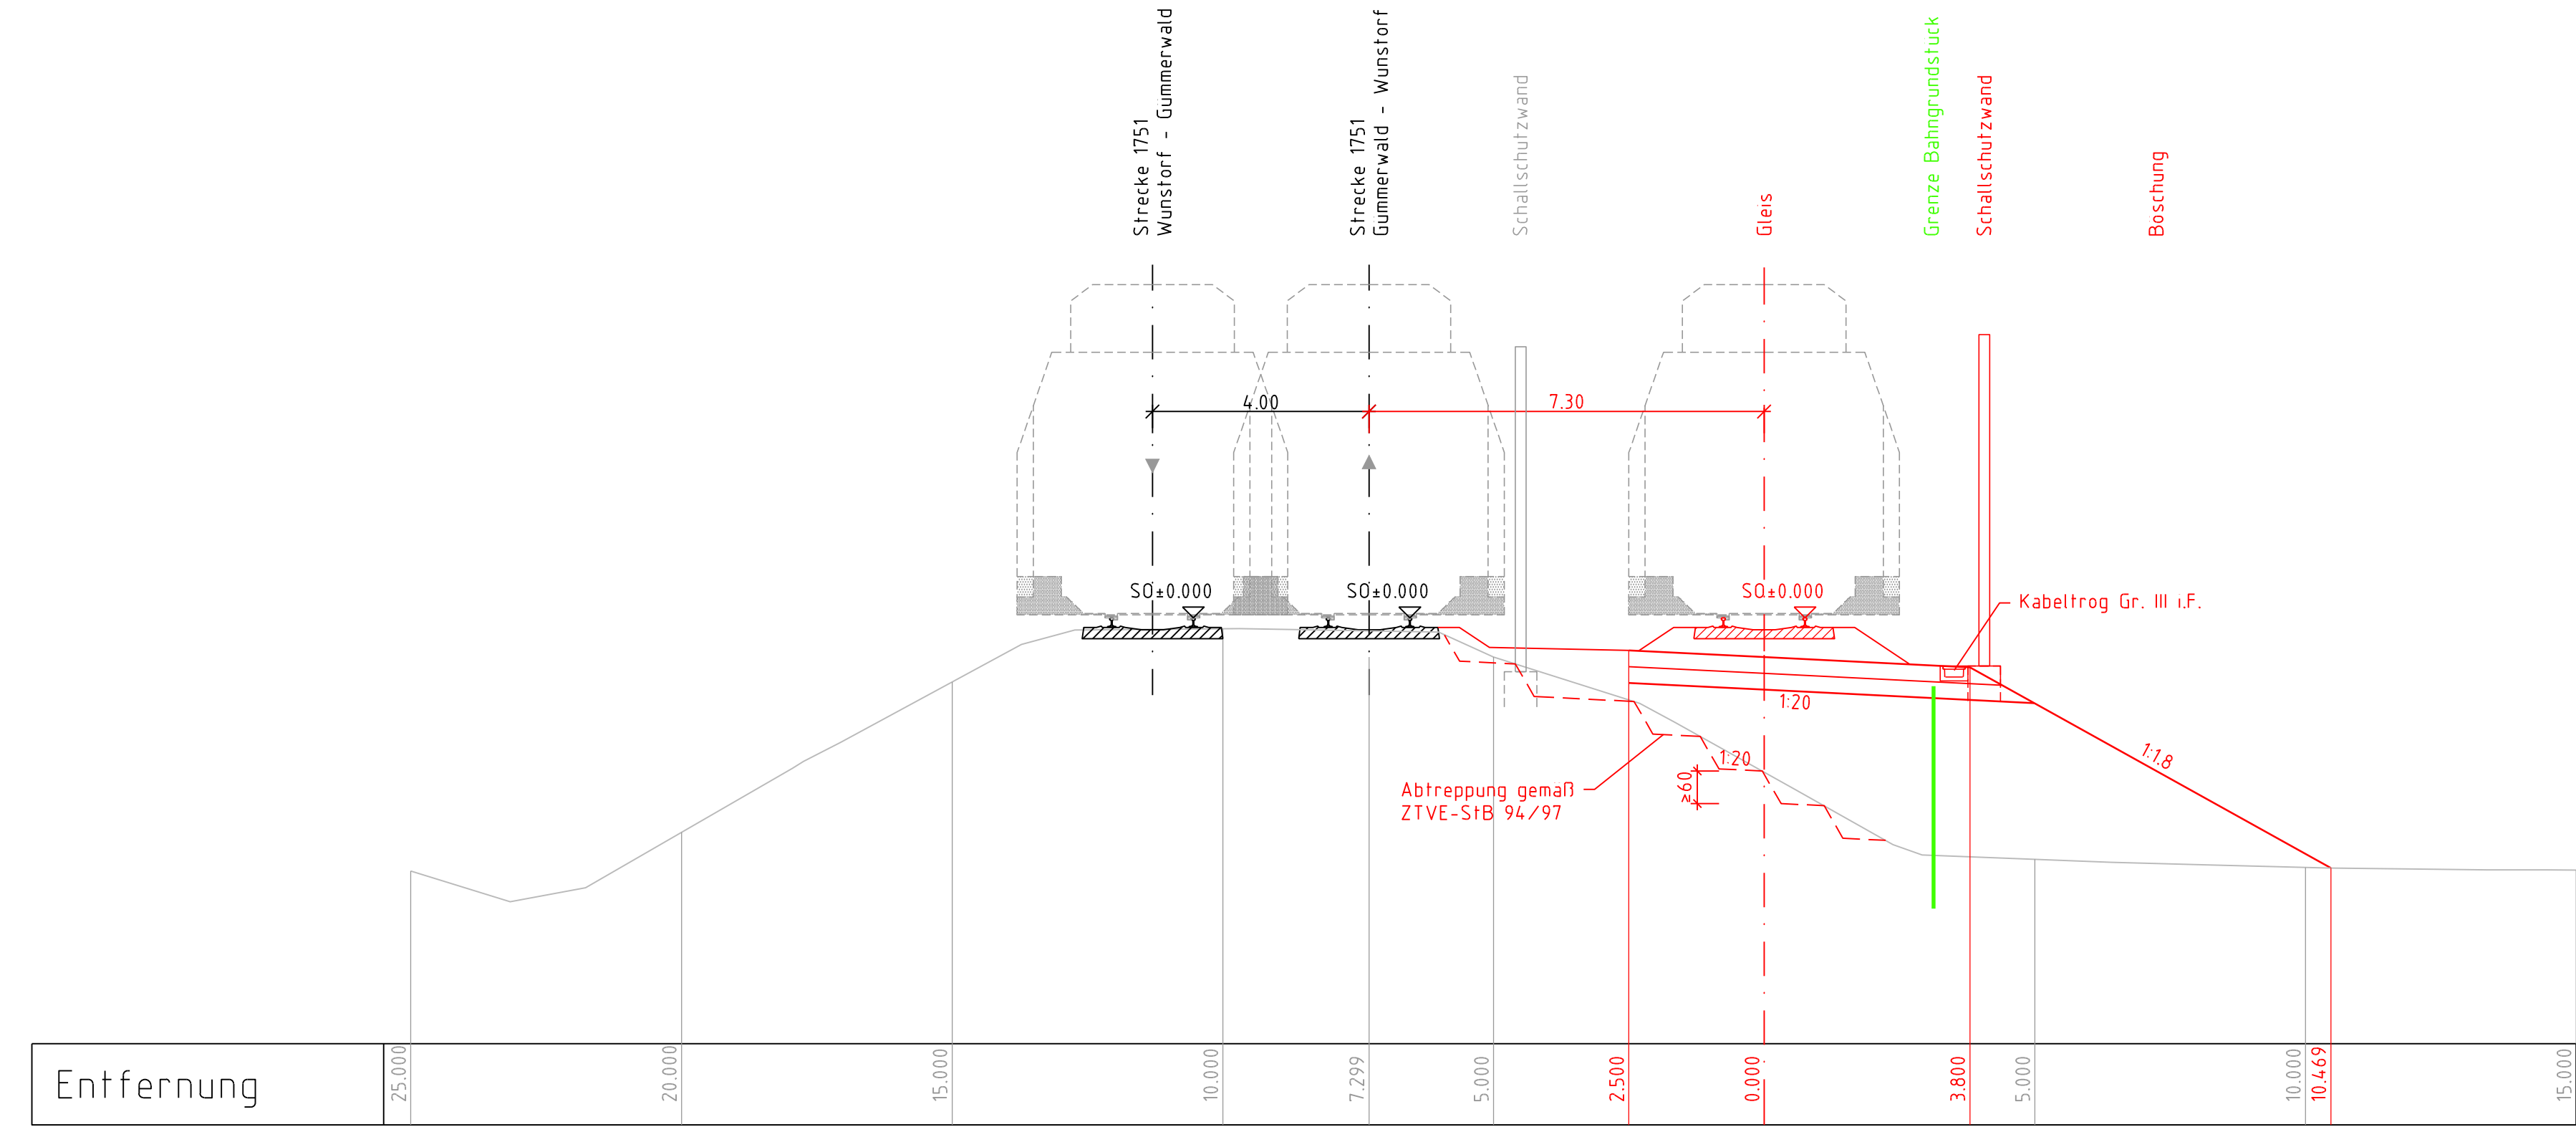 Strecke 1751
Wunstorf - Gümmerwald
Strecke 1751
Gümmerwald - Wunstorf
Schallschutzwand
Gleis
Grenze Bahngrundstück
Schallschutzwand
Böschung
4.00
7.30
SO±0.000
SO±0.000
SO±0.000
Kabeltrog Gr. III i.F.
1:20
1:20
≥60
1:1.8
Abtreppung gemäß
ZTVE-StB 94/97
Entfernung
25.000
20.000
15.000
10.000
7.299
5.000
2.500
0.000
3.800
5.000
10.000
10.469
15.000